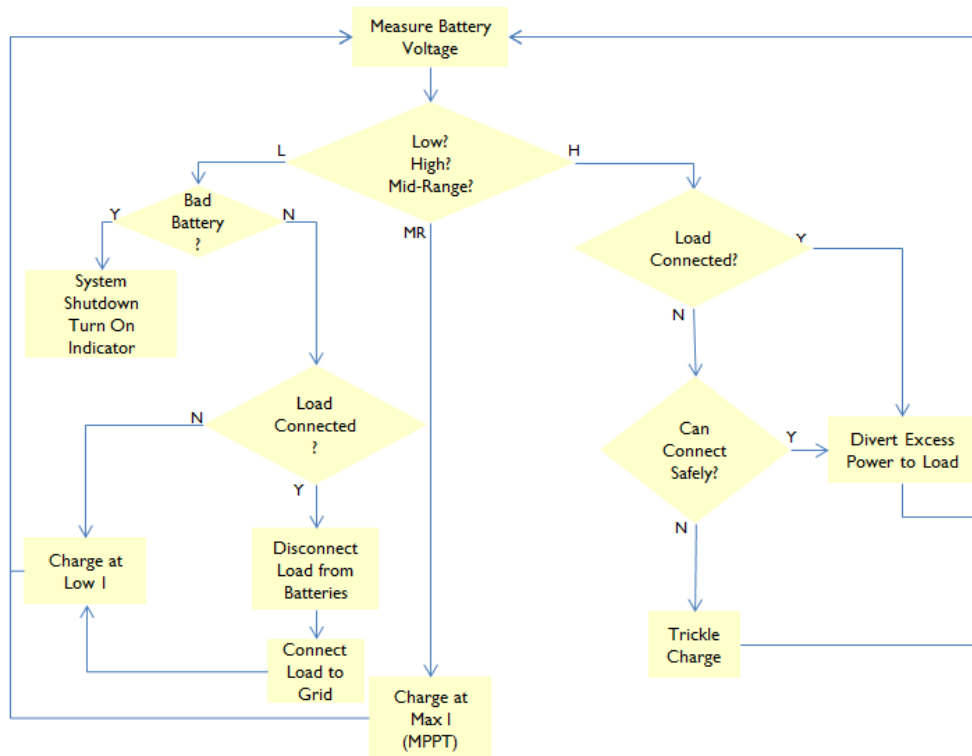 Measure Battery
Voltage
Low?
High?
Mid-Range?
L
H
MR
Bad
Battery
?
Y
N
System
Shutdown
Turn On
Indicator
Load
Connected?
Y
N
Load
Connected
?
N
Y
Can
Connect
Safely?
Y
N
Divert Excess
Power to Load
Disconnect
Load from
Batteries
Charge at
Low I
Connect
Load to
Grid
Trickle
Charge
Charge at
Max I
(MPPT)